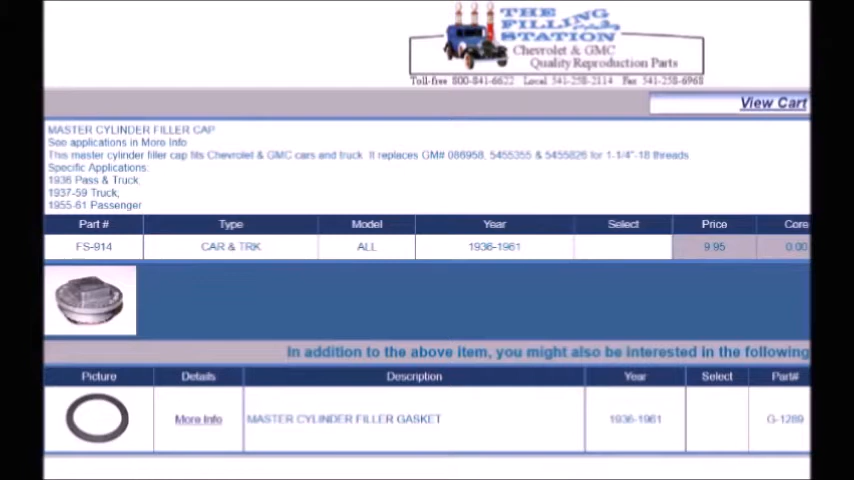 THE
FILLING
STATION
Chevrolet & GMC
Quality Reproduction Parts
Toll-free 800-841-6622 Local 541-258-2114 Fax 541-258-6968
View Cart
MASTER CYLINDER FILLER CAP
See applications in More Info
This master cylinder filler cap fits Chevrolet & GMC cars and truck. It replaces GM# 086958, 5455355 & 5455826 for 1-1/4"-18 threads
Specific Applications:
1936 Pass & Truck,
1937-59 Truck,
1955-61 Passenger
Part # Type Model Year Select Price Core
FS-914 CAR & TRK ALL 1936-1961 9.95 0.00
In addition to the above item, you might also be interested in the following
Picture Details Description Year Select Part#
More Info MASTER CYLINDER FILLER GASKET 1936-1961 G-1289